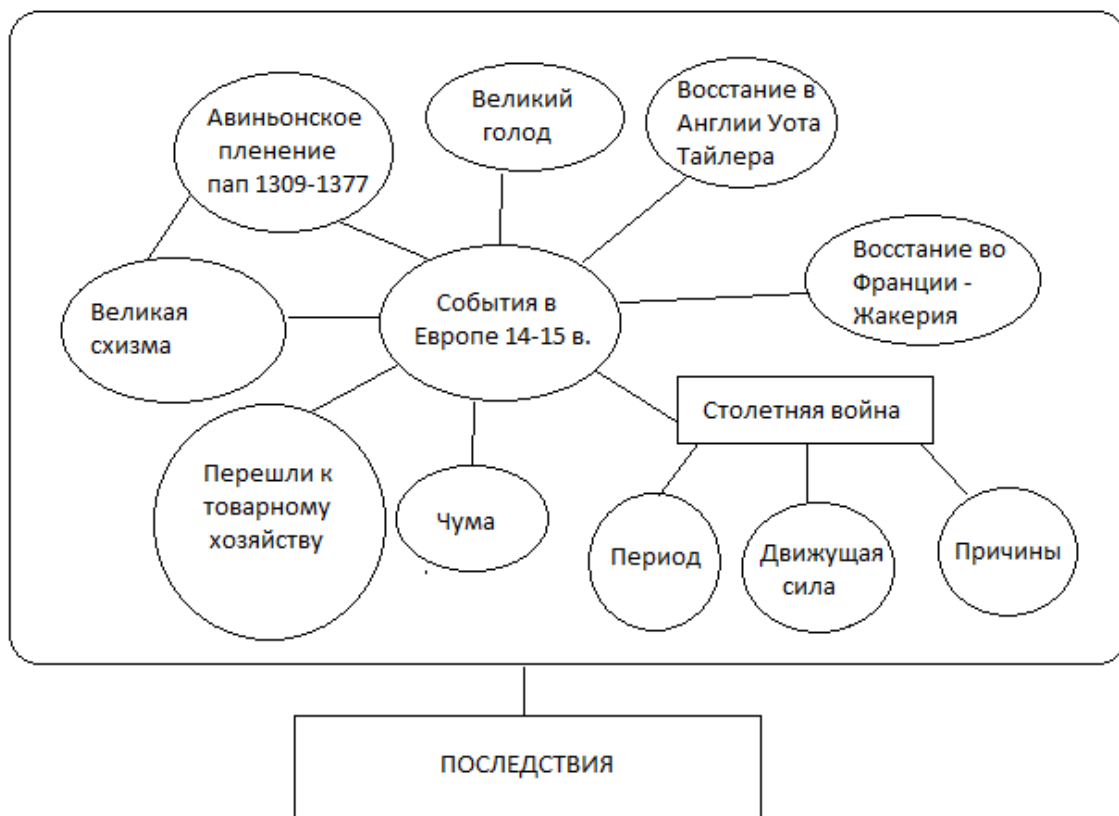 Авиньонское
пленение
пап 1309-1377
Великий
голод
Восстание в
Англии Уота
Тайлера
Великая
схизма
События в
Европе 14-15 в.
Восстание во
Франции -
Жакерия
Столетняя война
Перешли к
товарному
хозяйству
Чума
Период
Движущая
сила
Причины
ПОСЛЕДСТВИЯ